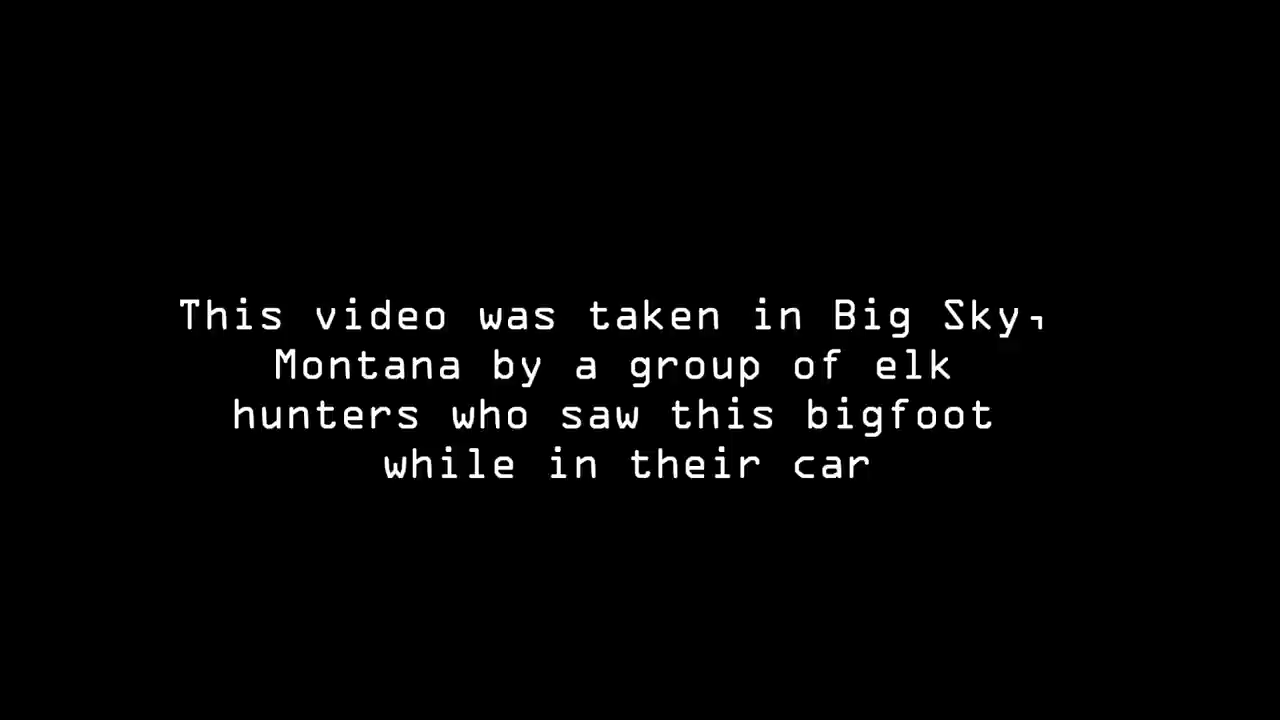 This video was taken in Big Sky,
Montana by a group of elk
hunters who saw this bigfoot
while in their car